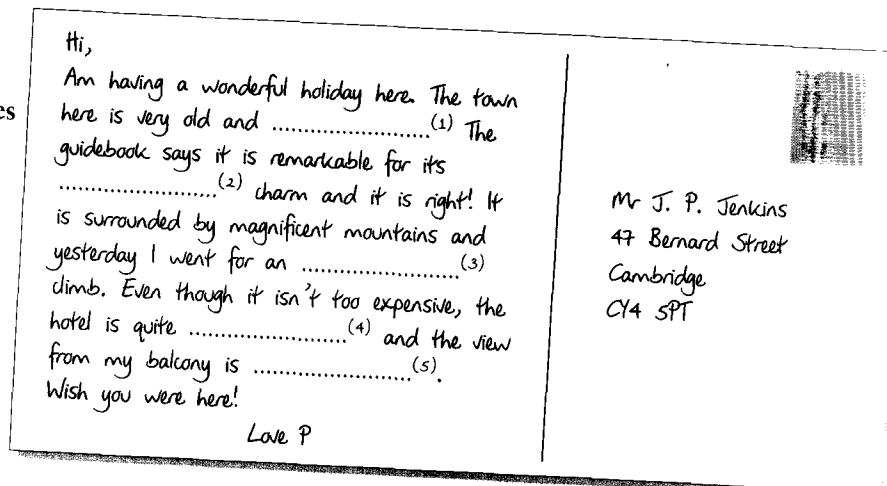 es
Hi,
Am having a wonderful holiday here. The town
here is very old and ........................(1) The
guidebook says it is remarkable for its
........................(2) charm and it is right! It
is surrounded by magnificent mountains and
yesterday I went for an ........................(3)
climb. Even though it isn't too expensive, the
hotel is quite ........................(4) and the view
from my balcony is ........................(5).
Wish you were here!
Love P
Mr J. P. Jenkins
47 Bernard Street
Cambridge
CY4 5PT